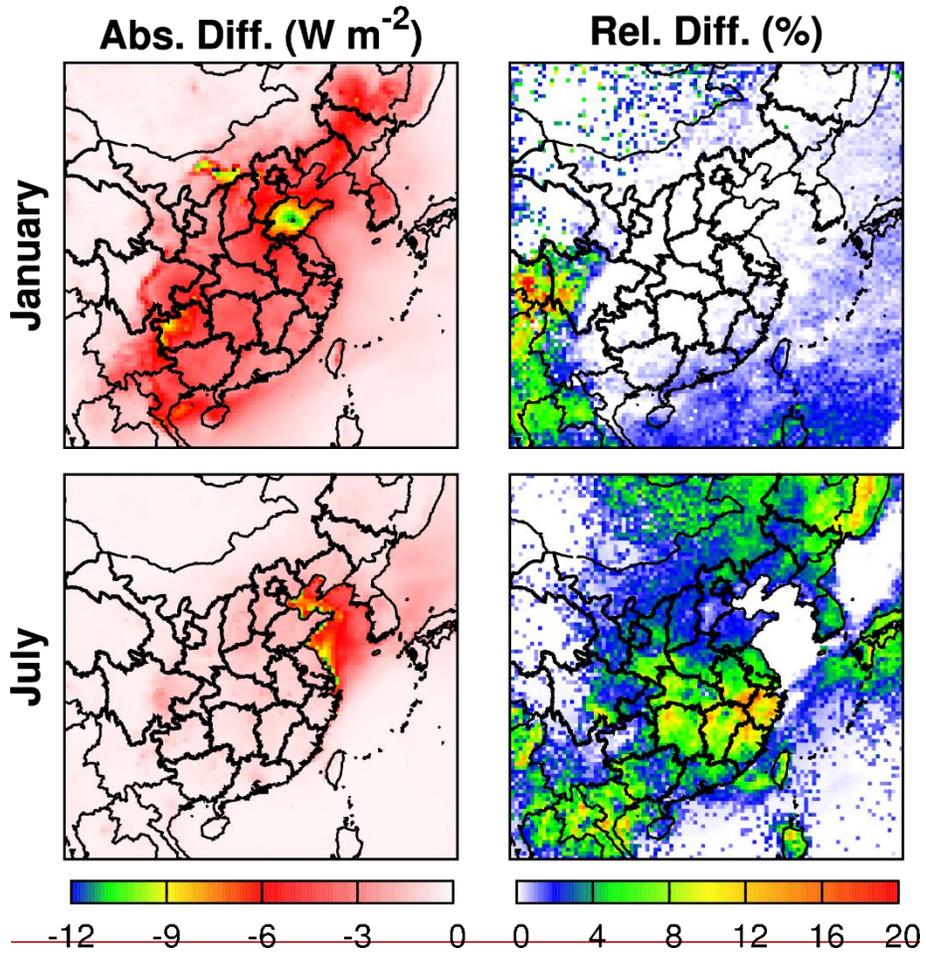 Abs. Diff. (W m⁻²) Rel. Diff. (%)
January
July
-12 -9 -6 -3 0 0 4 8 12 16 20